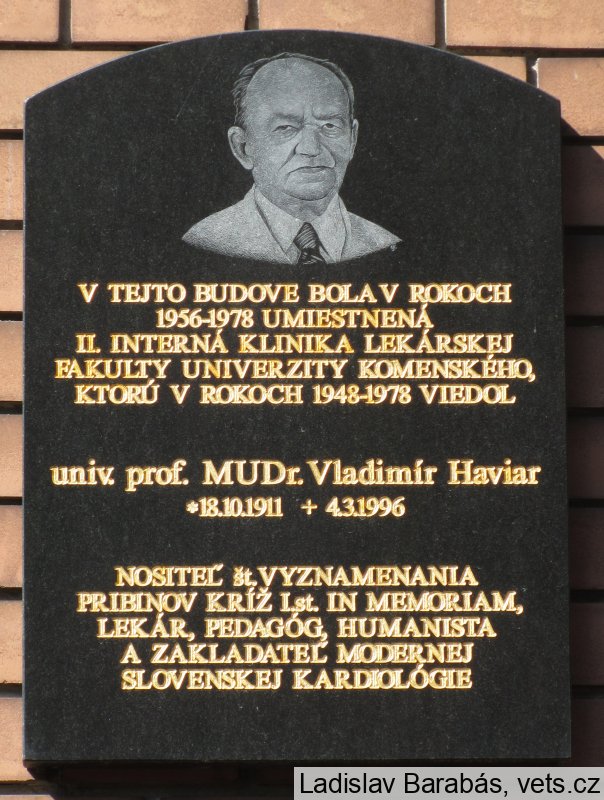 V TEJTO BUDOVE BOLA V ROKOCH
1956-1978 UMIESTNENÁ
II. INTERNÁ KLINIKA LEKÁRSKEJ
FAKULTY UNIVERZITY KOMENSKÉHO,
KTORÚ V ROKOCH 1948-1978 VIEDOL
univ. prof. MUDr. Vladimír Haviar
*18.10.1911 + 4.3.1996
NOSITEĽ št. VYZNAMENANIA
PRIBINOV KRÍŽ I.st. IN MEMORIAM,
LEKÁR, PEDAGÓG, HUMANISTA
A ZAKLADATEĽ MODERNEJ
SLOVENSKEJ KARDIOLÓGIE
Ladislav Barabás, vets.cz